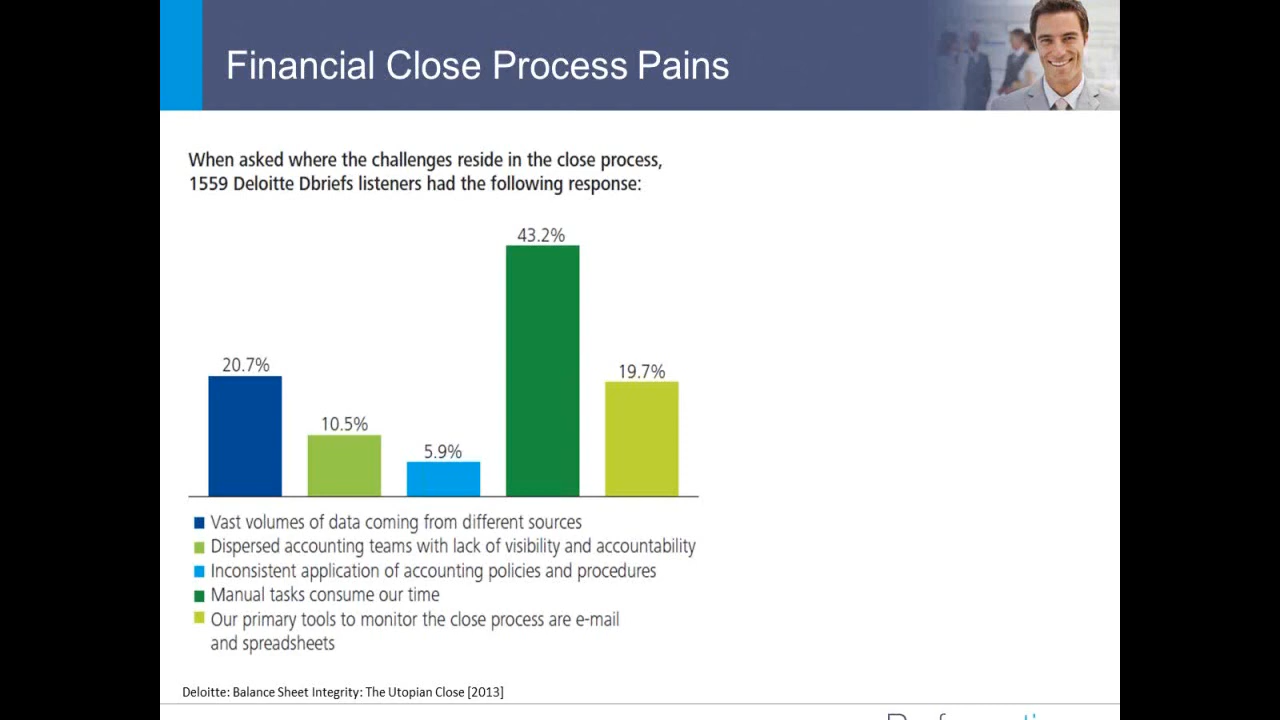 Financial Close Process Pains
When asked where the challenges reside in the close process,
1559 Deloitte Dbriefs listeners had the following response:
43.2%
20.7%
19.7%
10.5%
5.9%
Vast volumes of data coming from different sources
Dispersed accounting teams with lack of visibility and accountability
Inconsistent application of accounting policies and procedures
Manual tasks consume our time
Our primary tools to monitor the close process are e-mail
and spreadsheets
Deloitte: Balance Sheet Integrity: The Utopian Close [2013]